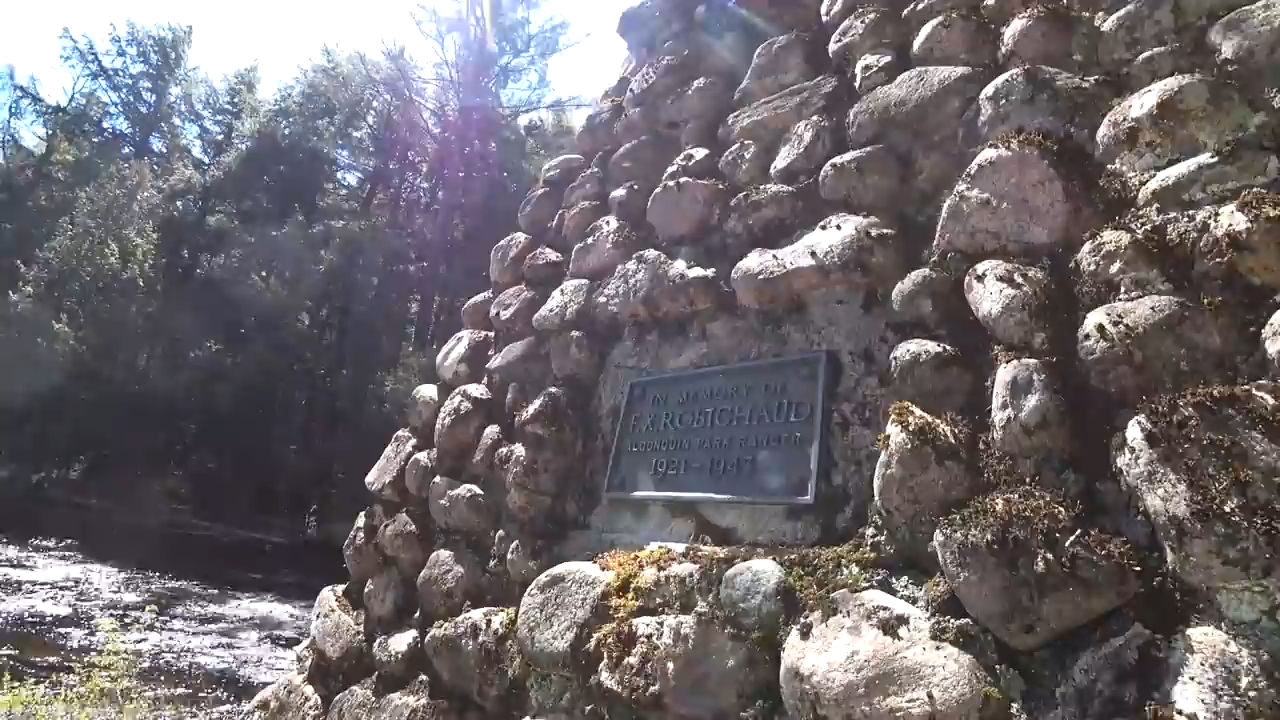 IN MEMORY OF
F.X. ROBICHAUD
ALGONQUIN PARK RANGER
1921 - 1947